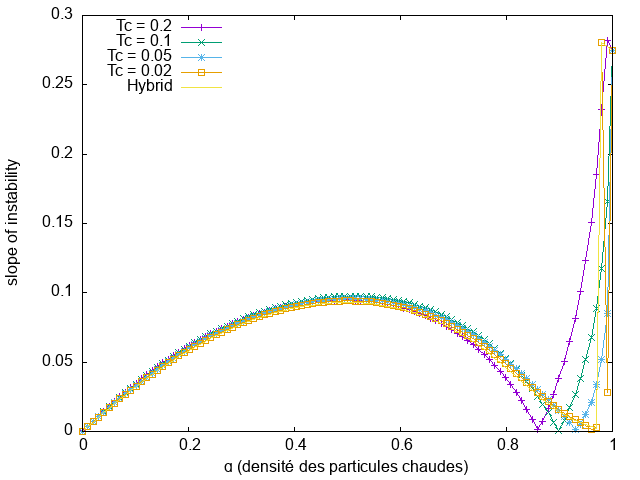 0.3
0.25
0.2
0.15
0.1
0.05
0
0
0.2
0.4
0.6
0.8
1
slope of instability
α (densité des particules chaudes)
Tc = 0.2
Tc = 0.1
Tc = 0.05
Tc = 0.02
Hybrid